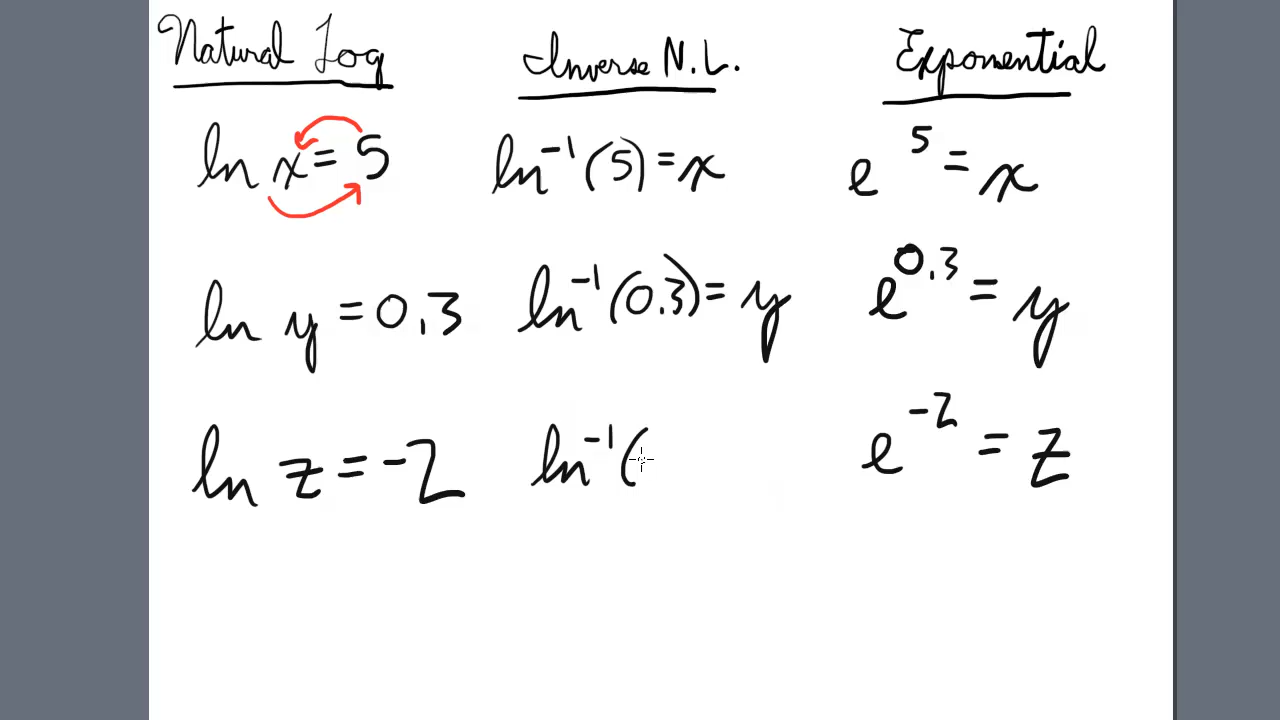 Natural Log Inverse N.L. Exponential
ln x = 5 ln⁻¹(5) = x e⁵ = x
ln y = 0.3 ln⁻¹(0.3) = y e⁰·³ = y
ln z = -2 ln⁻¹( e⁻² = z